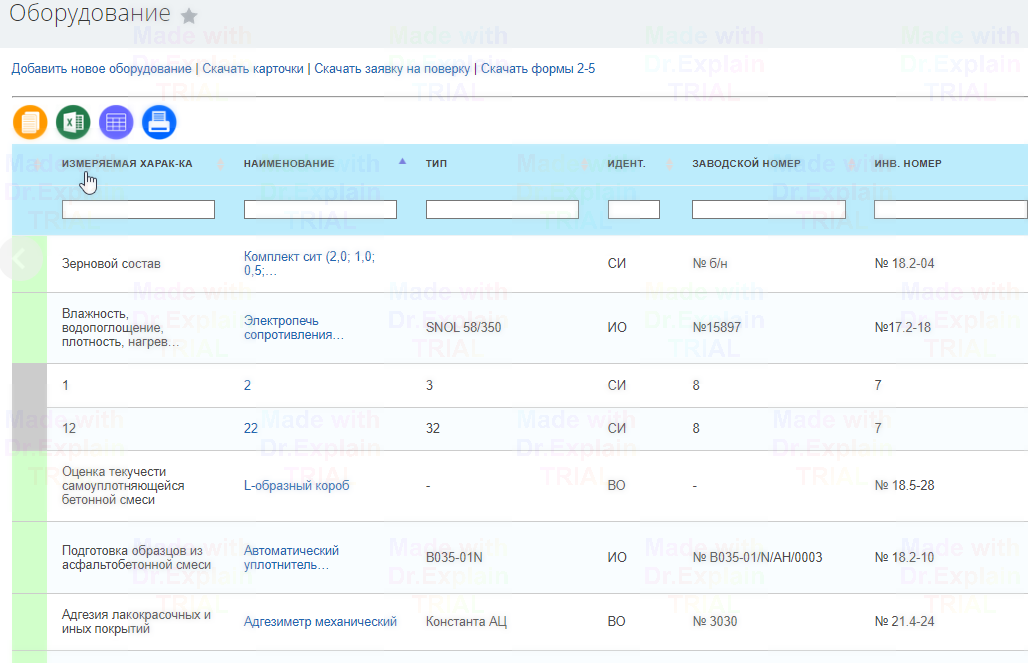 Оборудование
Добавить новое оборудование | Скачать карточки | Скачать заявку на поверку | Скачать формы 2-5
ИЗМЕРЯЕМАЯ ХАРАК-КА НАИМЕНОВАНИЕ ТИП ИДЕНТ. ЗАВОДСКОЙ НОМЕР ИНВ. НОМЕР
Зерновой состав
Комплект сит (2,0; 1,0;
0,5;...
СИ № б/н № 18.2-04
Влажность,
водопоглощение,
плотность, нагрев...
Электропечь
сопротивления...
SNOL 58/350 ИО №15897 №17.2-18
1 2 3 СИ 8 7
12 22 32 СИ 8 7
Оценка текучести
самоуплотняющейся
бетонной смеси
L-образный короб - ВО - № 18.5-28
Подготовка образцов из
асфальтобетонной смеси
Автоматический
уплотнитель...
B035-01N ИО № B035-01/N/AH/0003 № 18.2-10
Адгезия лакокрасочных и
иных покрытий
Адгезиметр механический Константа АЦ ВО № 3030 № 21.4-24
Made with
Dr.Explain
TRIAL